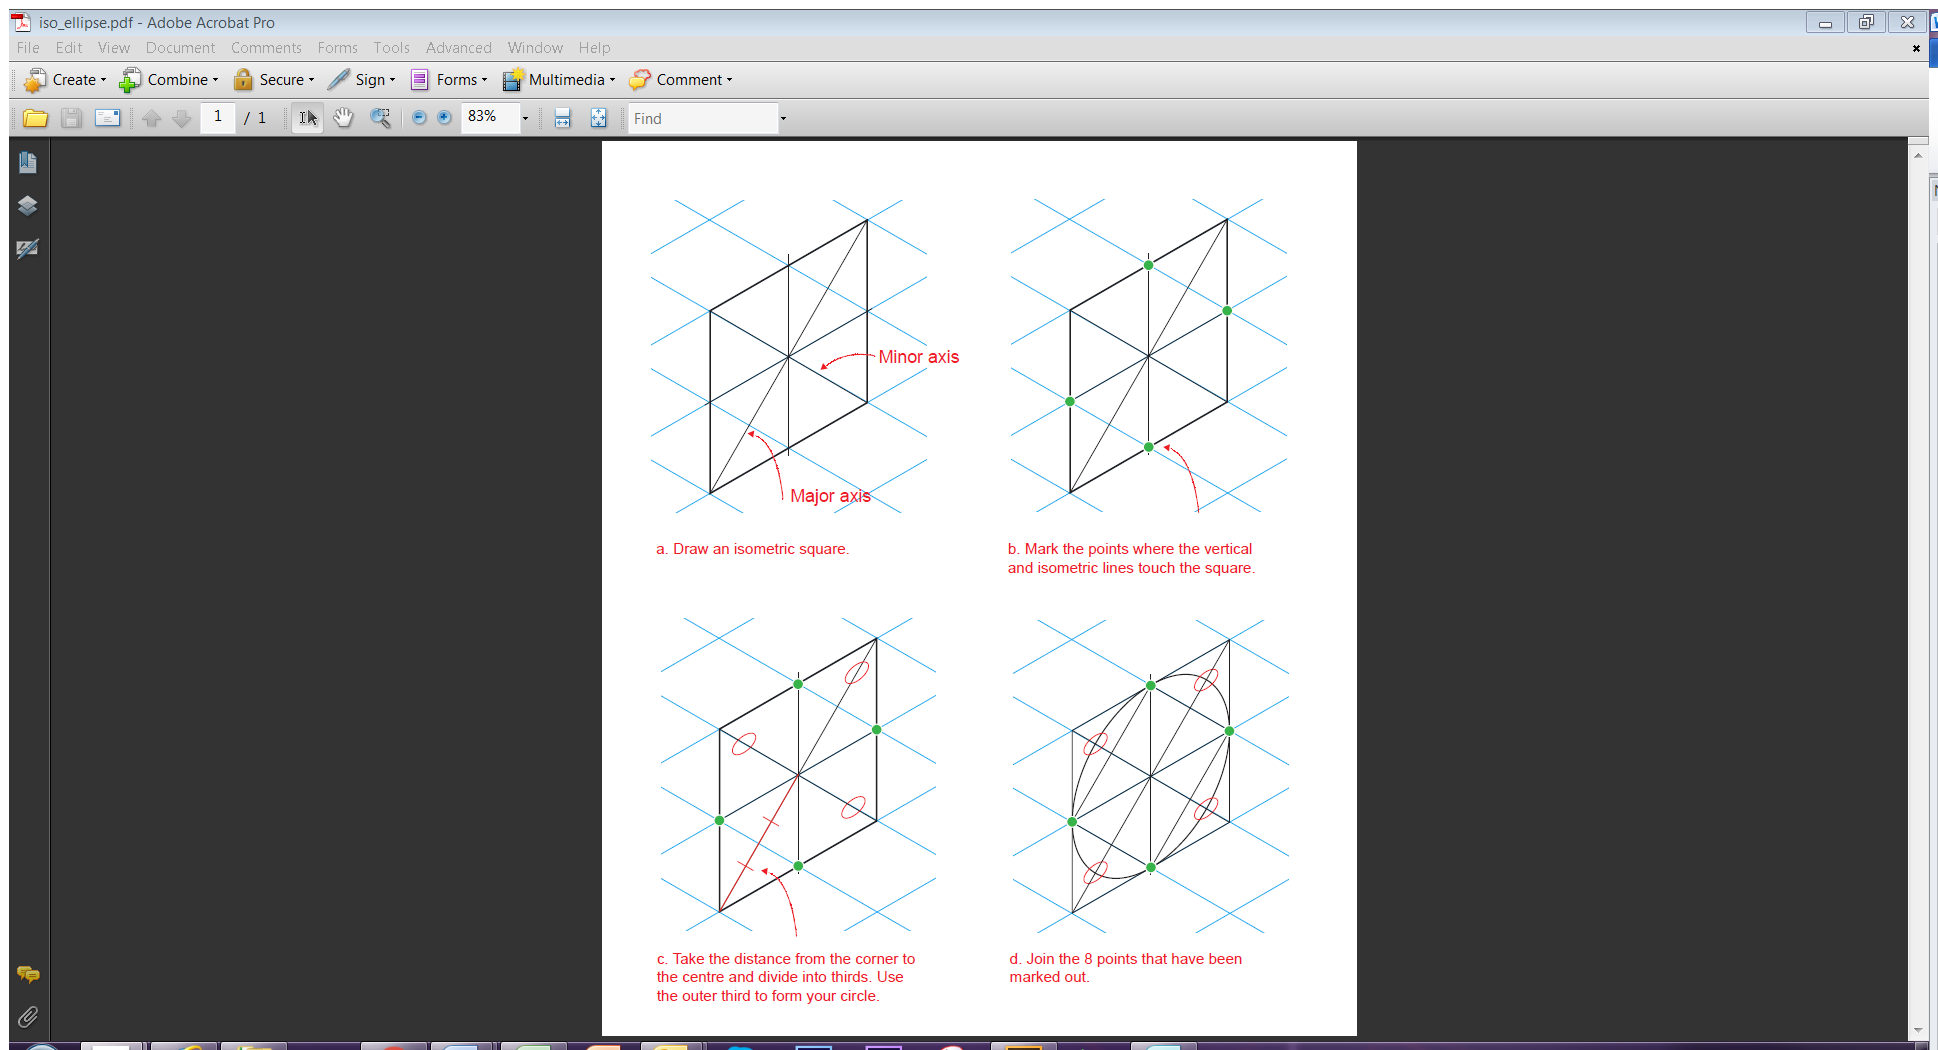 iso_ellipse.pdf - Adobe Acrobat Pro
File Edit View Document Comments Forms Tools Advanced Window Help
Create Combine Secure Sign Forms Multimedia Comment
1 / 1 83% Find
Minor axis
Major axis
a. Draw an isometric square.
b. Mark the points where the vertical
and isometric lines touch the square.
c. Take the distance from the corner to
the centre and divide into thirds. Use
the outer third to form your circle.
d. Join the 8 points that have been
marked out.